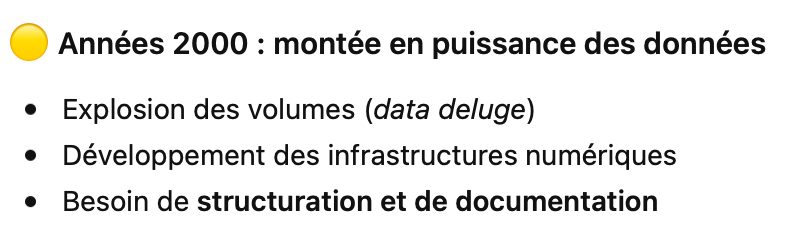 Années 2000 : montée en puissance des données
• Explosion des volumes (data deluge)
• Développement des infrastructures numériques
• Besoin de structuration et de documentation